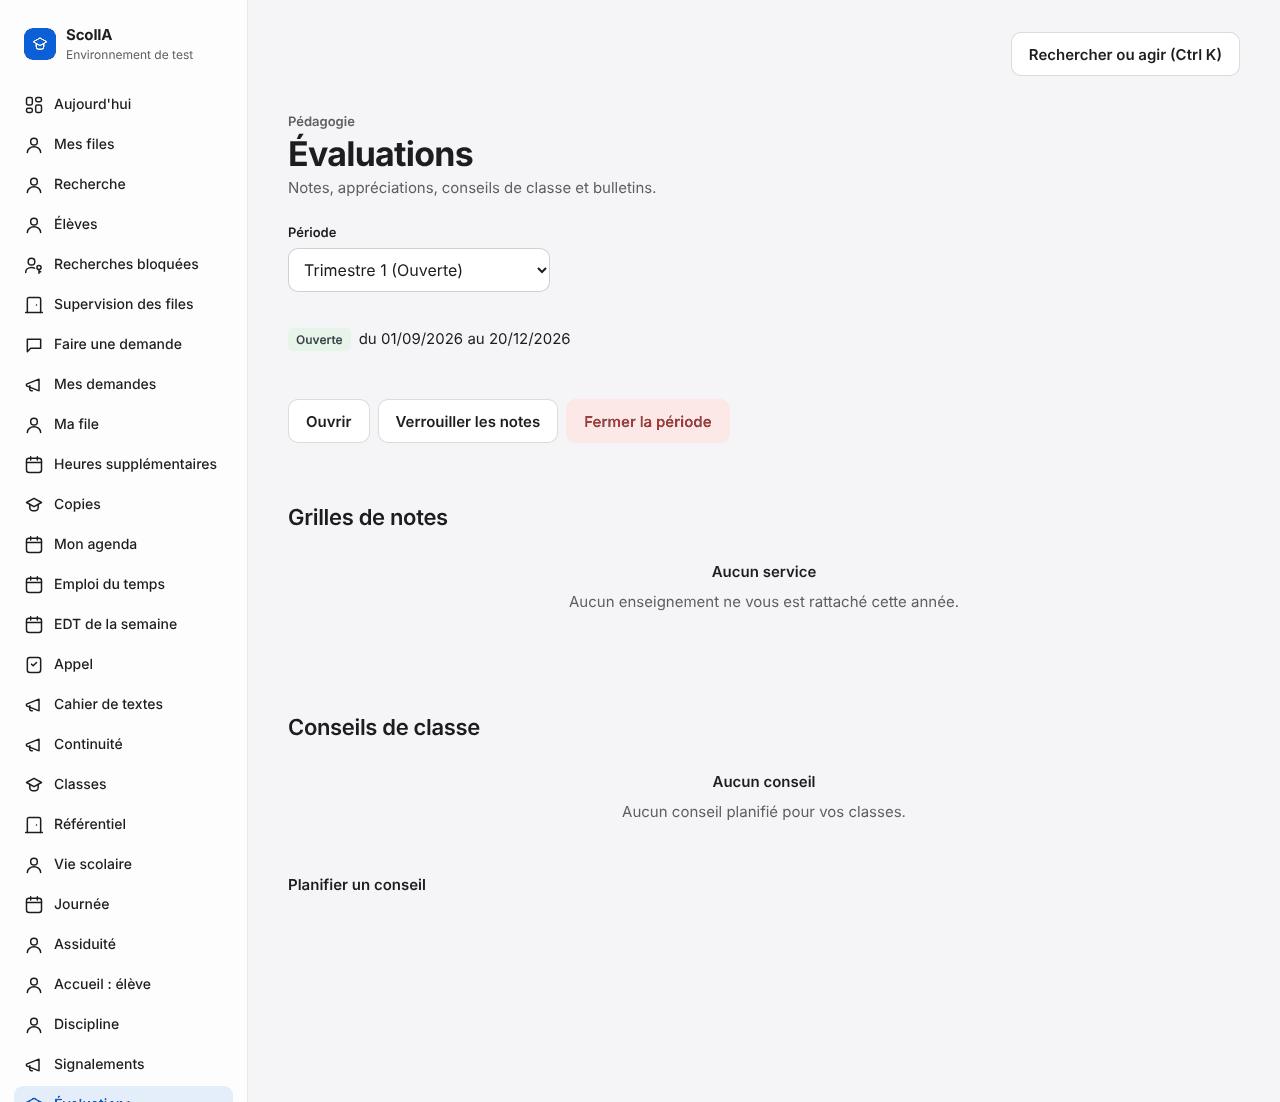 ScolIA
Environnement de test
Aujourd'hui
Mes files
Recherche
Élèves
Recherches bloquées
Supervision des files
Faire une demande
Mes demandes
Ma file
Heures supplémentaires
Copies
Mon agenda
Emploi du temps
EDT de la semaine
Appel
Cahier de textes
Continuité
Classes
Référentiel
Vie scolaire
Journée
Assiduité
Accueil : élève
Discipline
Signalements
Évaluations
Rechercher ou agir (Ctrl K)
Pédagogie
Évaluations
Notes, appréciations, conseils de classe et bulletins.
Période
Trimestre 1 (Ouverte)
Ouverte du 01/09/2026 au 20/12/2026
Ouvrir Verrouiller les notes Fermer la période
Grilles de notes
Aucun service
Aucun enseignement ne vous est rattaché cette année.
Conseils de classe
Aucun conseil
Aucun conseil planifié pour vos classes.
Planifier un conseil